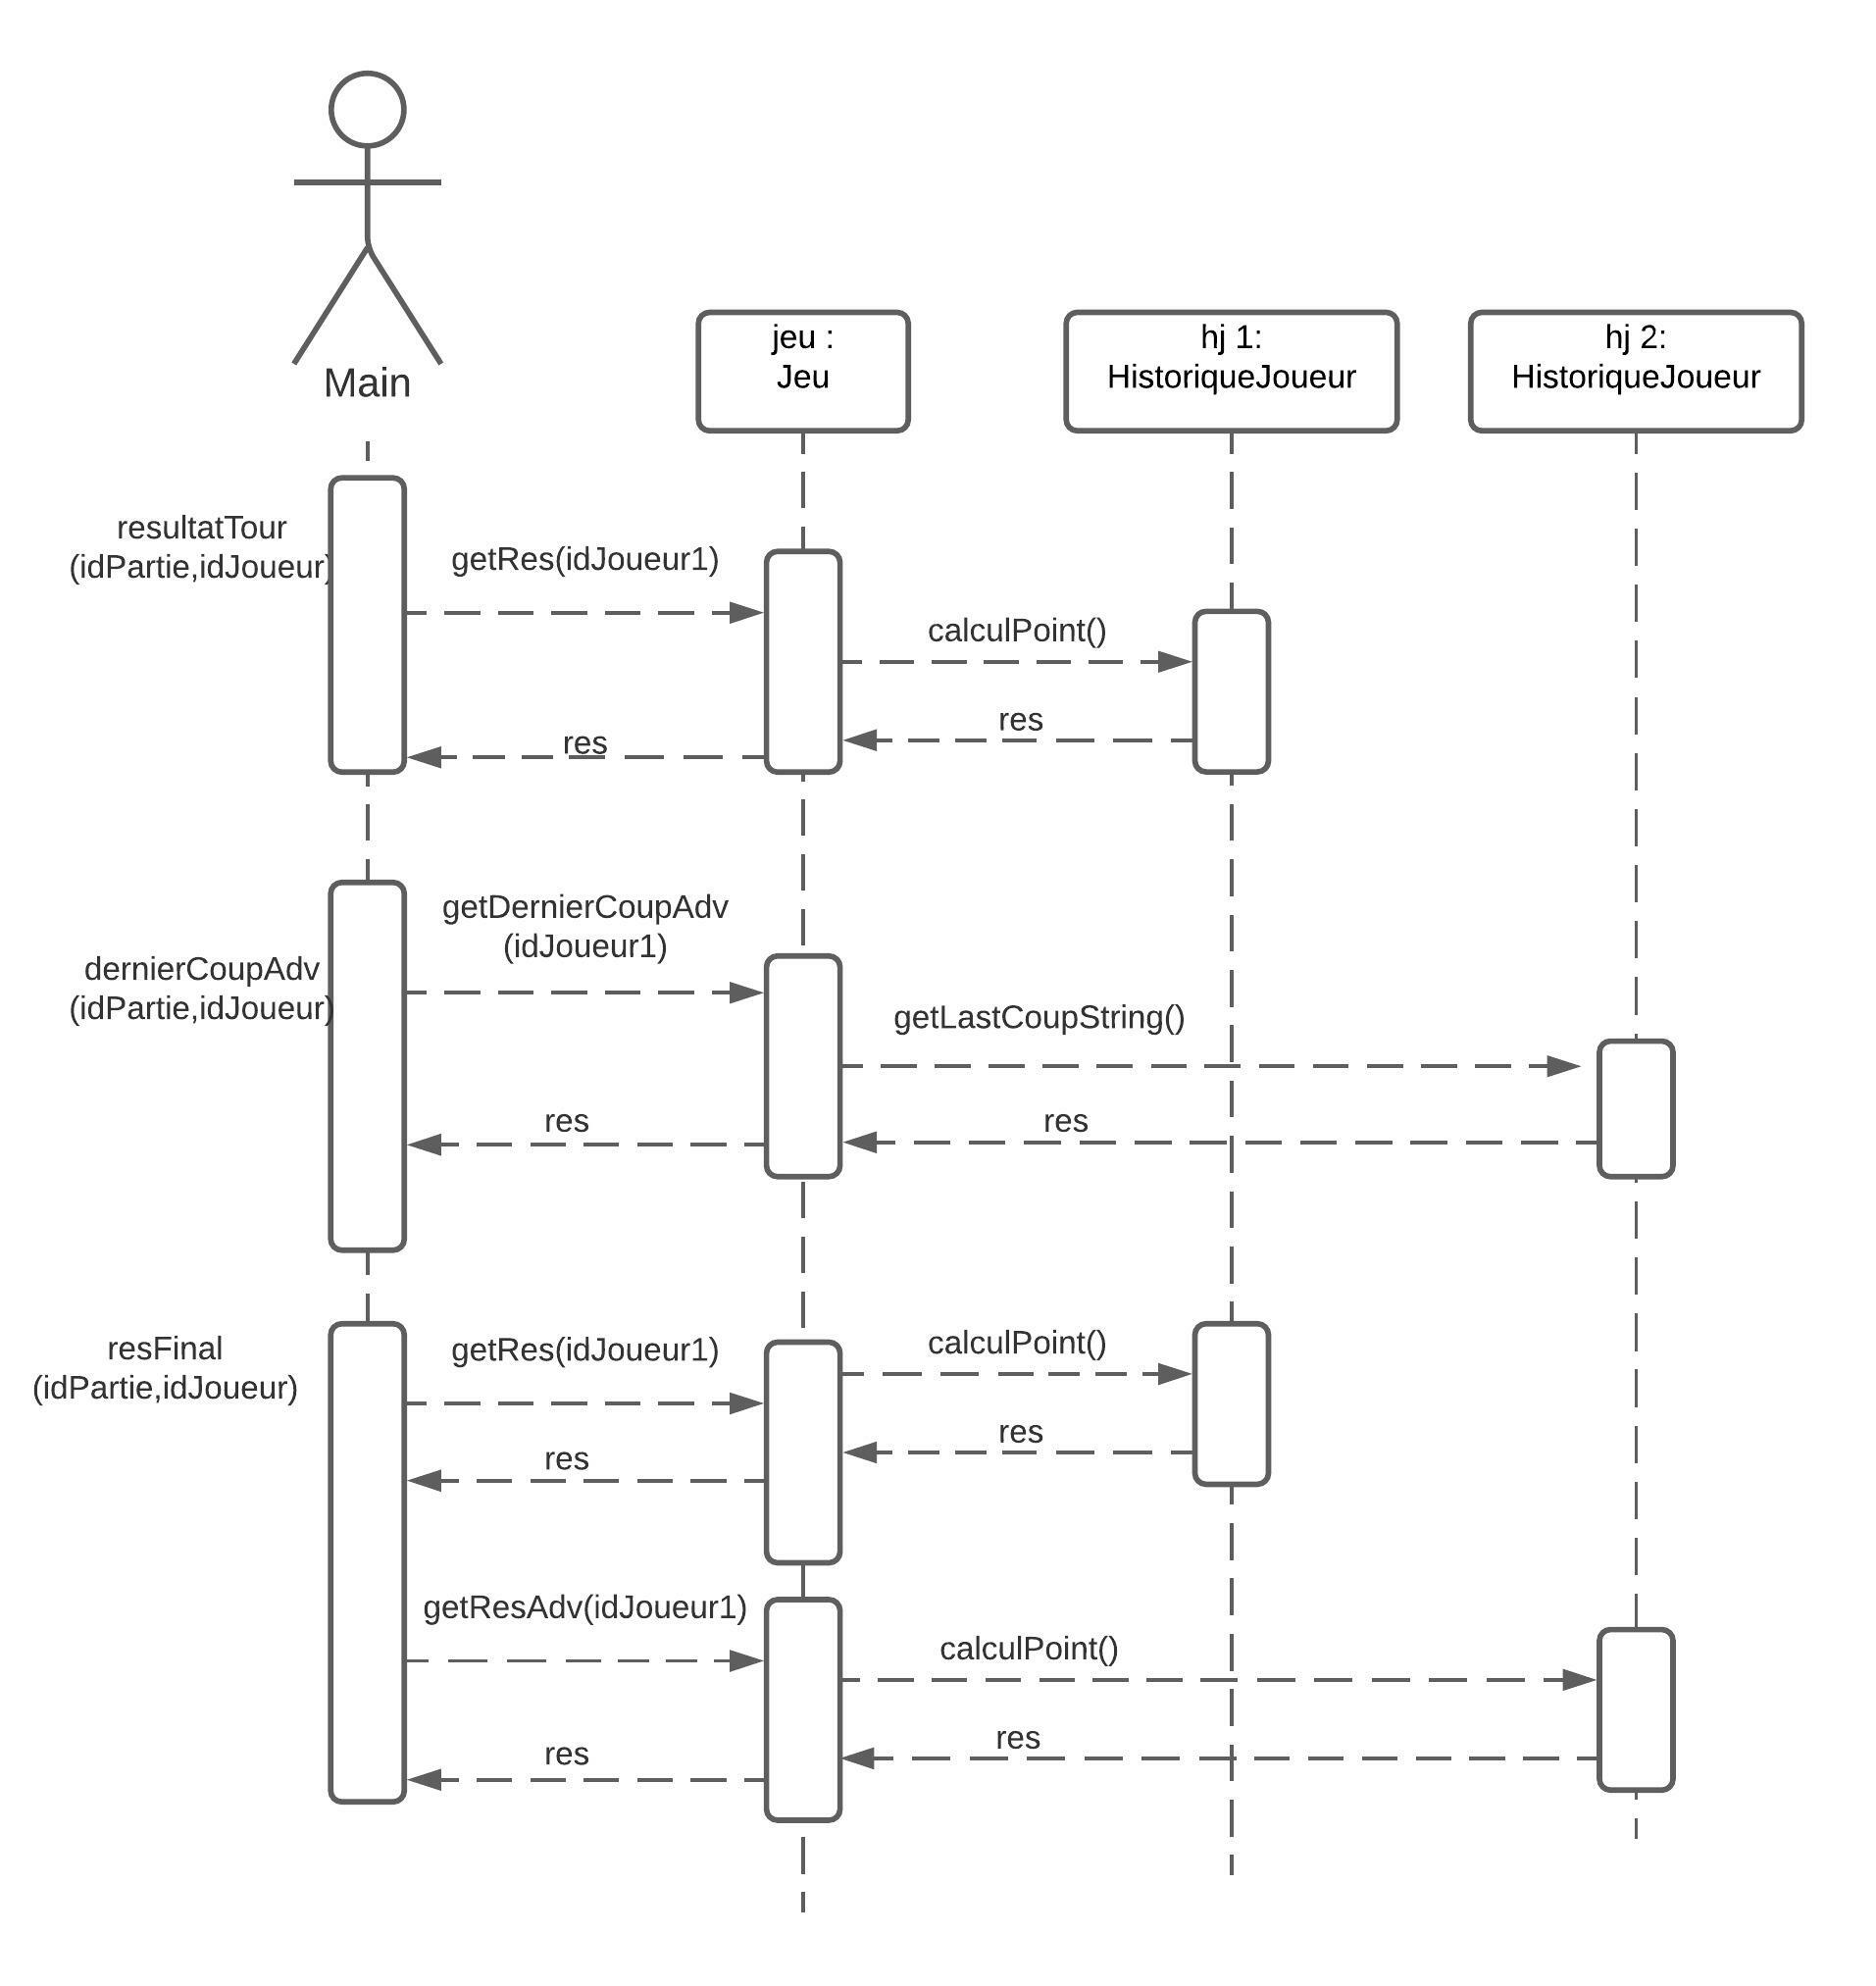 Main
jeu :
Jeu
hj 1:
HistoriqueJoueur
hj 2:
HistoriqueJoueur
resultatTour
(idPartie,idJoueur)
getRes(idJoueur1)
calculPoint()
res
res
dernierCoupAdv
(idPartie,idJoueur)
getDernierCoupAdv
(idJoueur1)
getLastCoupString()
res
res
resFinal
(idPartie,idJoueur)
getRes(idJoueur1)
calculPoint()
res
res
getResAdv(idJoueur1)
calculPoint()
res
res